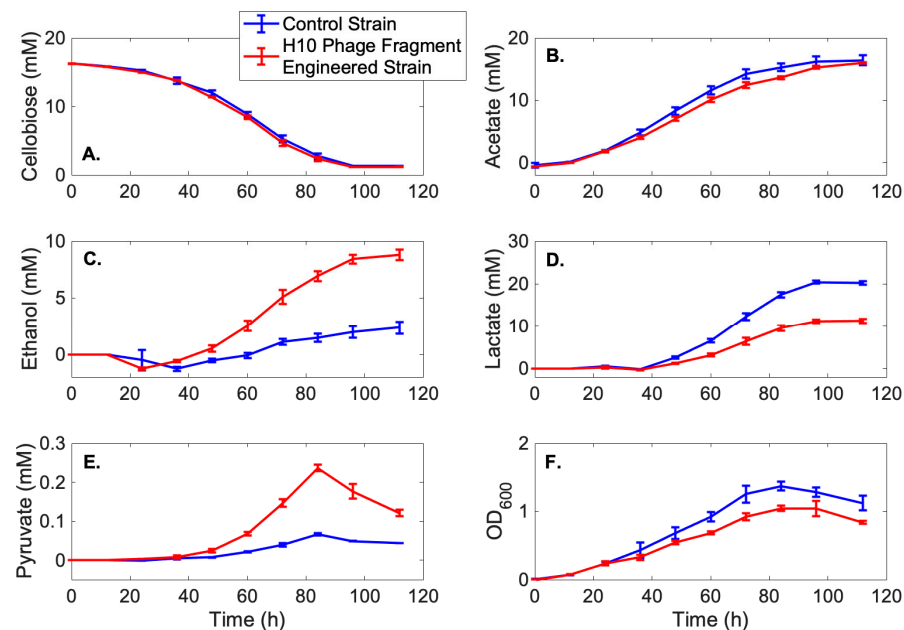 Control Strain
H10 Phage Fragment
Engineered Strain
Cellobiose (mM)
20
10
0
A.
0 20 40 60 80 100 120
Acetate (mM)
20
10
0
B.
0 20 40 60 80 100 120
Ethanol (mM)
10
5
0
C.
0 20 40 60 80 100 120
Lactate (mM)
30
20
10
0
D.
0 20 40 60 80 100 120
Pyruvate (mM)
0.3
0.2
0.1
0
E.
0 20 40 60 80 100 120
Time (h)
OD600
2
1
0
F.
0 20 40 60 80 100 120
Time (h)